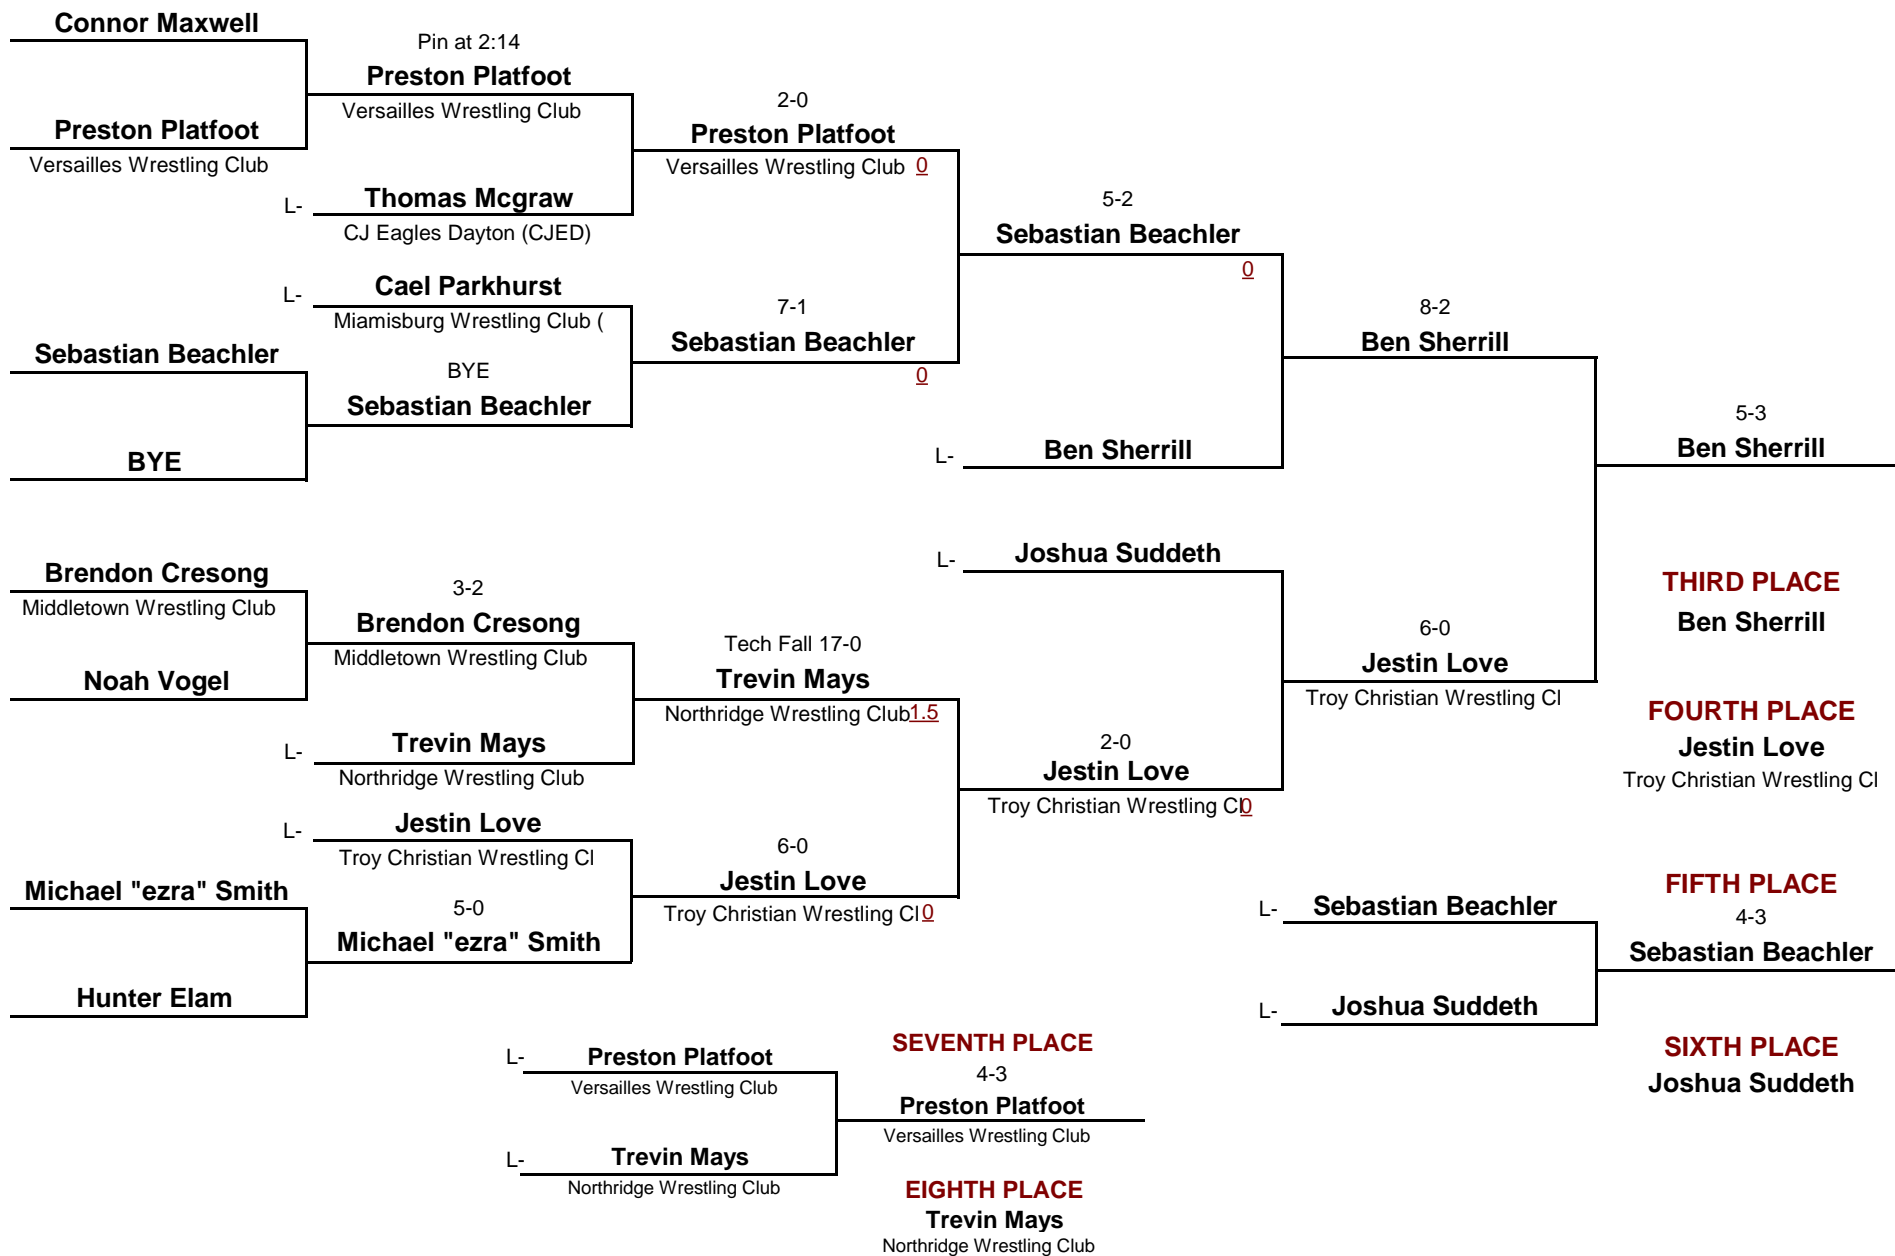 Connor Maxwell
Pin at 2:14
Preston Platfoot
Versailles Wrestling Club
Preston Platfoot
Versailles Wrestling Club
2-0
Preston Platfoot
Versailles Wrestling Club 0
L- Thomas Mcgraw
CJ Eagles Dayton (CJED)
5-2
Sebastian Beachler
0
L- Cael Parkhurst
Miamisburg Wrestling Club (
7-1
Sebastian Beachler
0
Sebastian Beachler
BYE
Sebastian Beachler
BYE
8-2
Ben Sherrill
L- Ben Sherrill
5-3
Ben Sherrill
L- Joshua Suddeth
Brendon Cresong
Middletown Wrestling Club
3-2
Brendon Cresong
Middletown Wrestling Club
Noah Vogel
Tech Fall 17-0
Trevin Mays
Northridge Wrestling Club 1.5
L- Trevin Mays
Northridge Wrestling Club
6-0
Jestin Love
Troy Christian Wrestling Cl
THIRD PLACE
Ben Sherrill
FOURTH PLACE
Jestin Love
Troy Christian Wrestling Cl
2-0
Jestin Love
Troy Christian Wrestling Cl 0
L- Jestin Love
Troy Christian Wrestling Cl
6-0
Jestin Love
Troy Christian Wrestling Cl 0
Michael "ezra" Smith
5-0
Michael "ezra" Smith
Hunter Elam
L- Sebastian Beachler
FIFTH PLACE
4-3
Sebastian Beachler
L- Joshua Suddeth
SIXTH PLACE
Joshua Suddeth
L- Preston Platfoot
Versailles Wrestling Club
SEVENTH PLACE
4-3
Preston Platfoot
Versailles Wrestling Club
L- Trevin Mays
Northridge Wrestling Club
EIGHTH PLACE
Trevin Mays
Northridge Wrestling Club